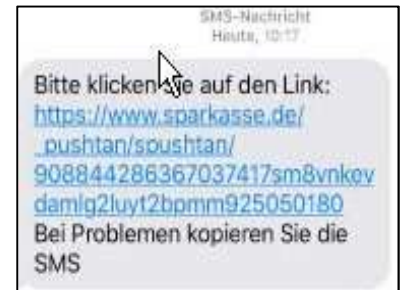 SMS-Nachricht
Heute, 10:17
Bitte klicken Sie auf den Link:
https://www.sparkasse.de/
_pushtan/spushtan/
908844286367037417sm8vnkev
damlg2luyt2bpmm925050180
Bei Problemen kopieren Sie die
SMS